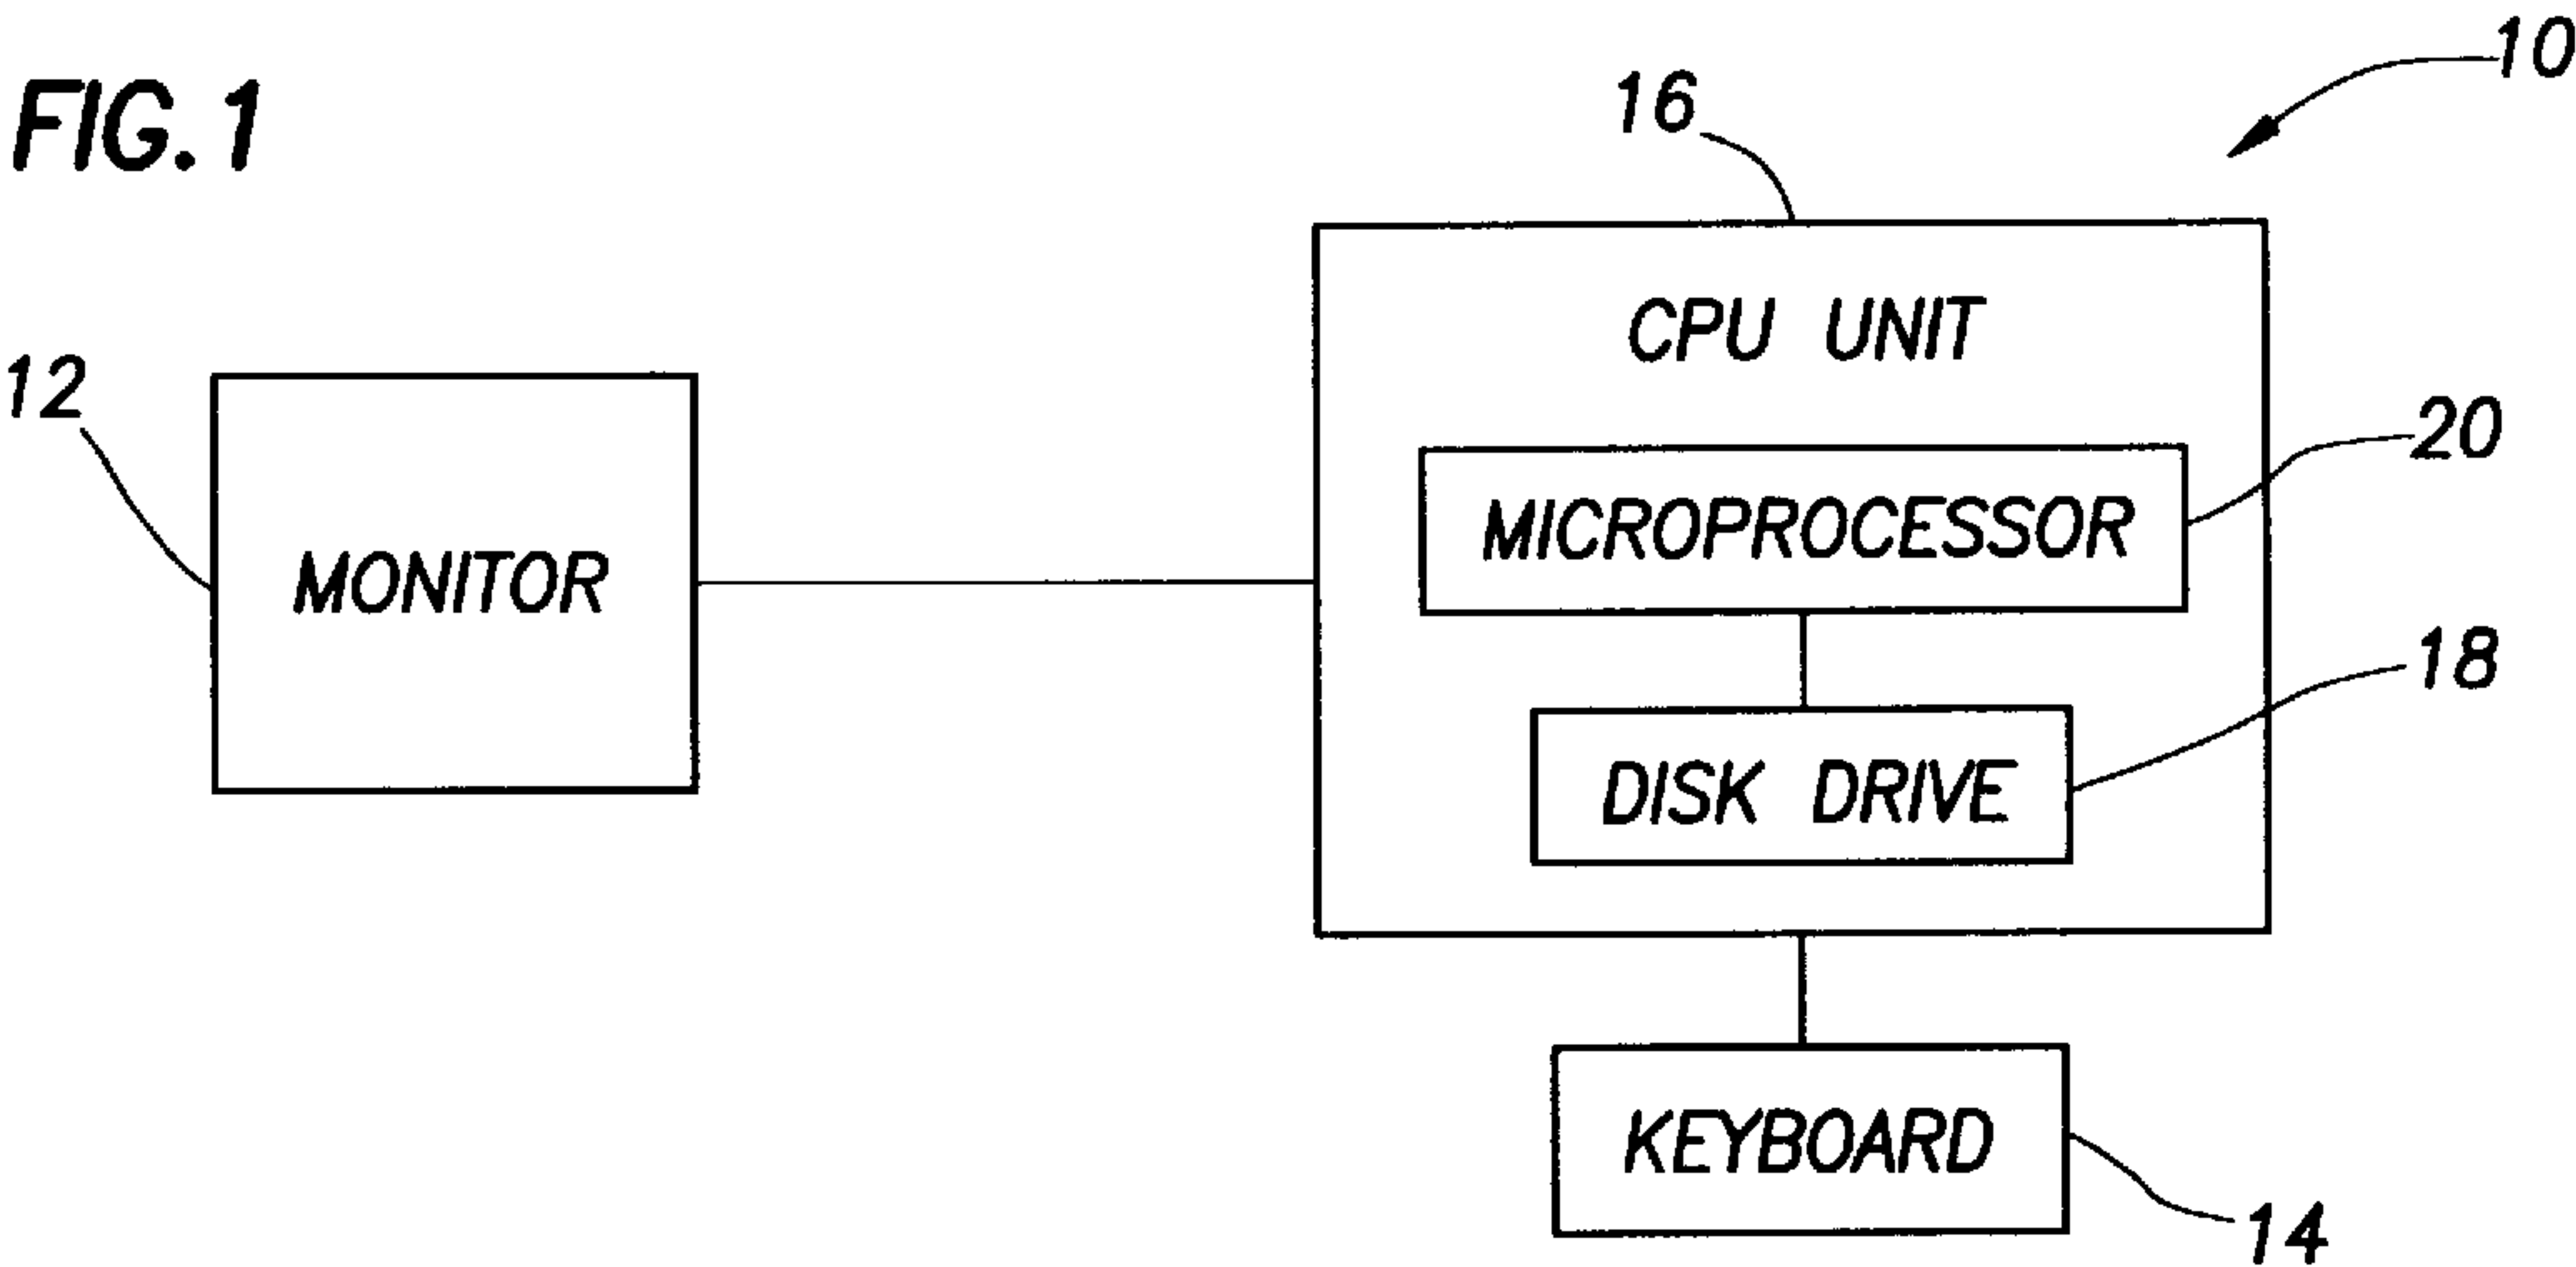 FIG. 1
10
16
CPU UNIT
12
20
MICROPROCESSOR
MONITOR
18
DISK DRIVE
KEYBOARD
14